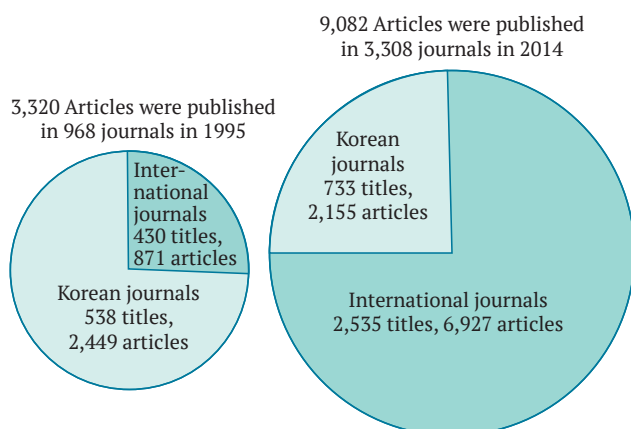 9,082 Articles were published
in 3,308 journals in 2014
3,320 Articles were published
in 968 journals in 1995
Inter-
national
journals
430 titles,
871 articles
Korean journals
538 titles,
2,449 articles
Korean
journals
733 titles,
2,155 articles
International journals
2,535 titles, 6,927 articles